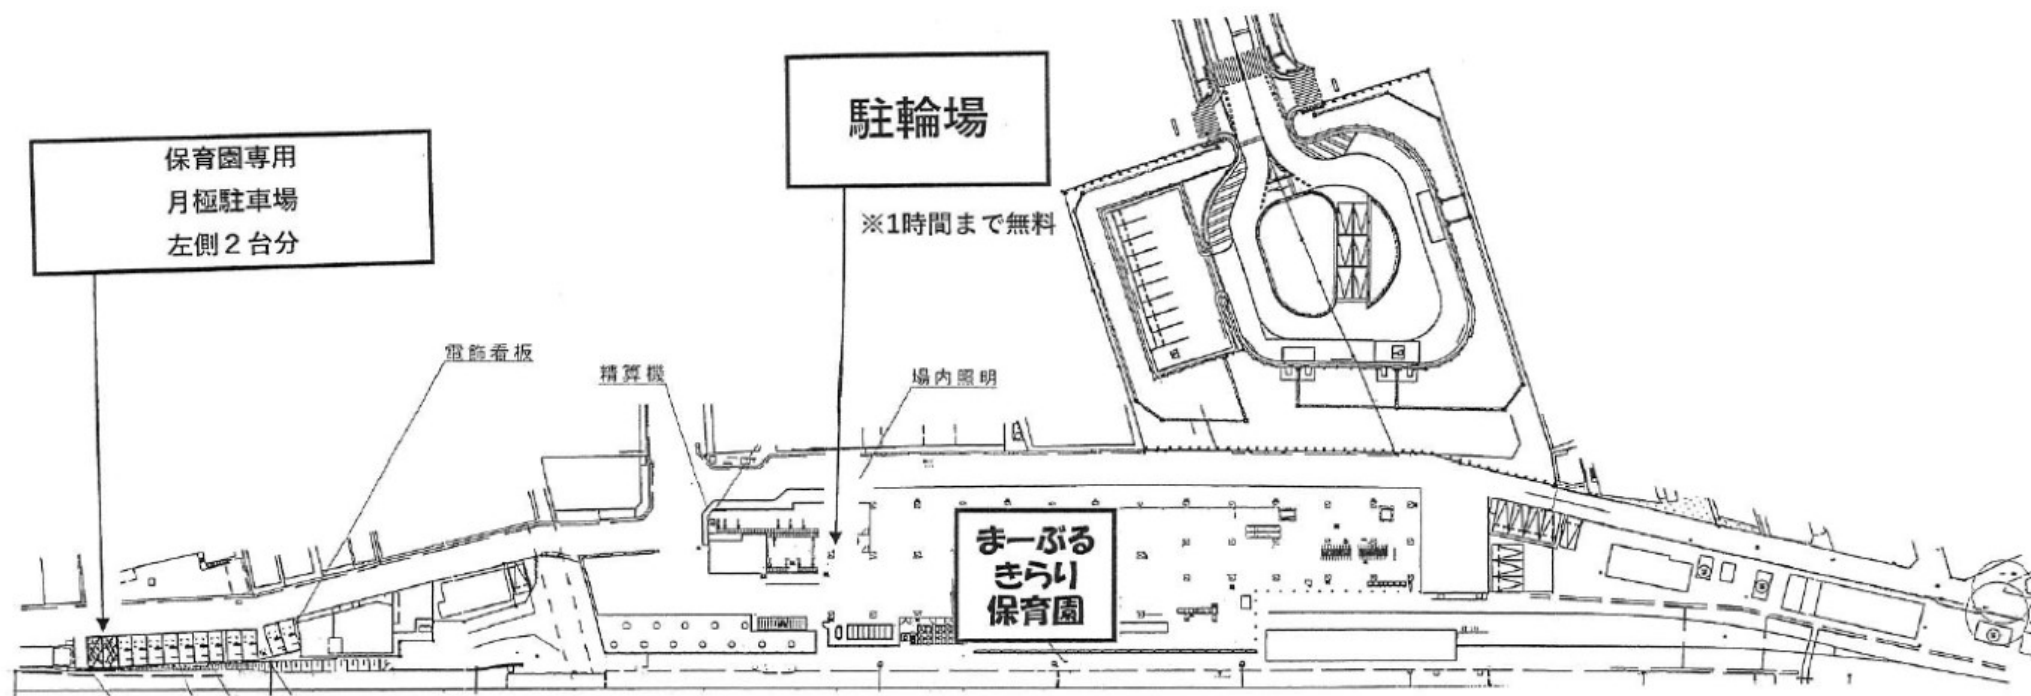 駐輪場
保育園専用
月極駐車場
左側2台分
※1時間まで無料
電飾看板
精算機
場内照明
まーぶる
きらり
保育園